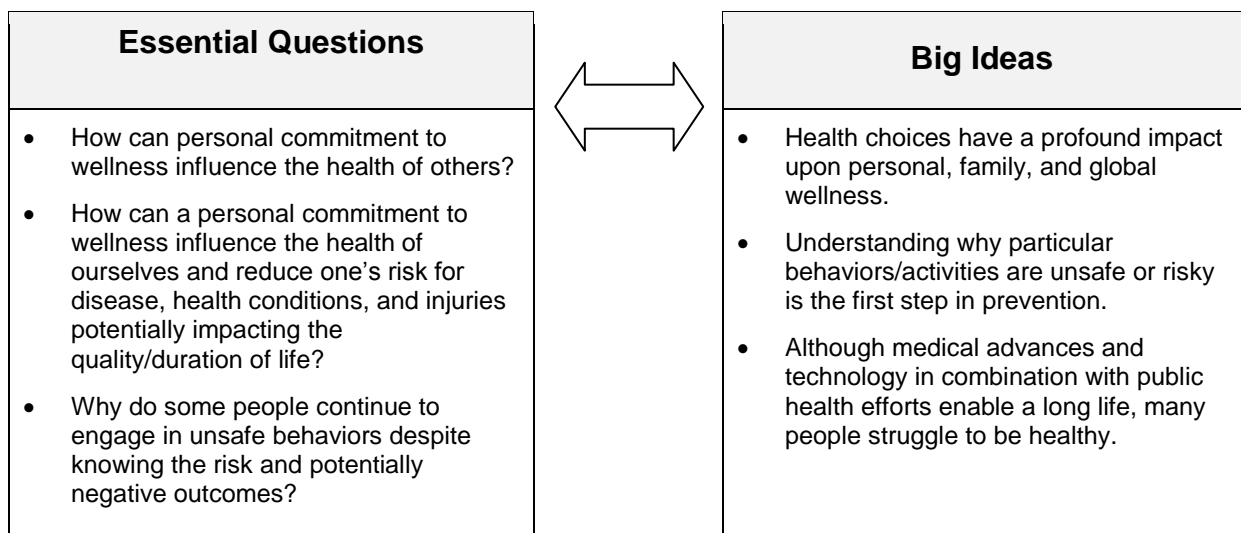 Essential Questions
• How can personal commitment to
wellness influence the health of others?
• How can a personal commitment to
wellness influence the health of
ourselves and reduce one’s risk for
disease, health conditions, and injuries
potentially impacting the
quality/duration of life?
• Why do some people continue to
engage in unsafe behaviors despite
knowing the risk and potentially
negative outcomes?
Big Ideas
• Health choices have a profound impact
upon personal, family, and global
wellness.
• Understanding why particular
behaviors/activities are unsafe or risky
is the first step in prevention.
• Although medical advances and
technology in combination with public
health efforts enable a long life, many
people struggle to be healthy.